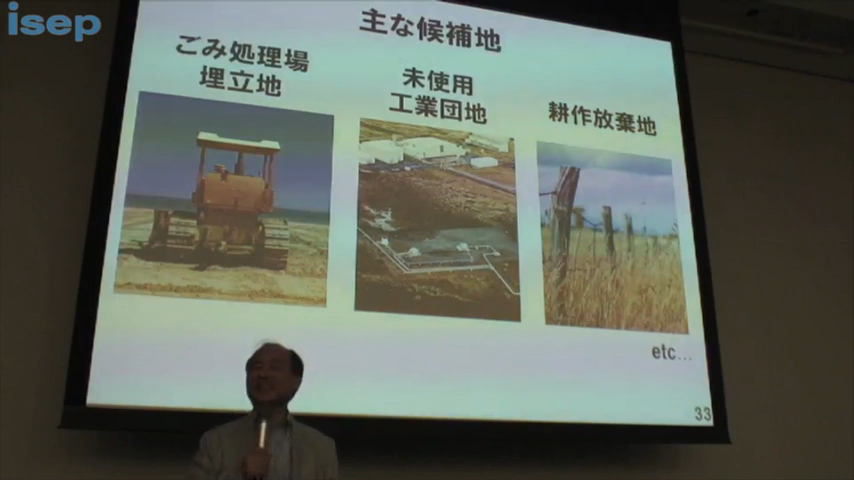 isep
主な候補地
ごみ処理場
埋立地
未使用
工業団地
耕作放棄地
etc...
33